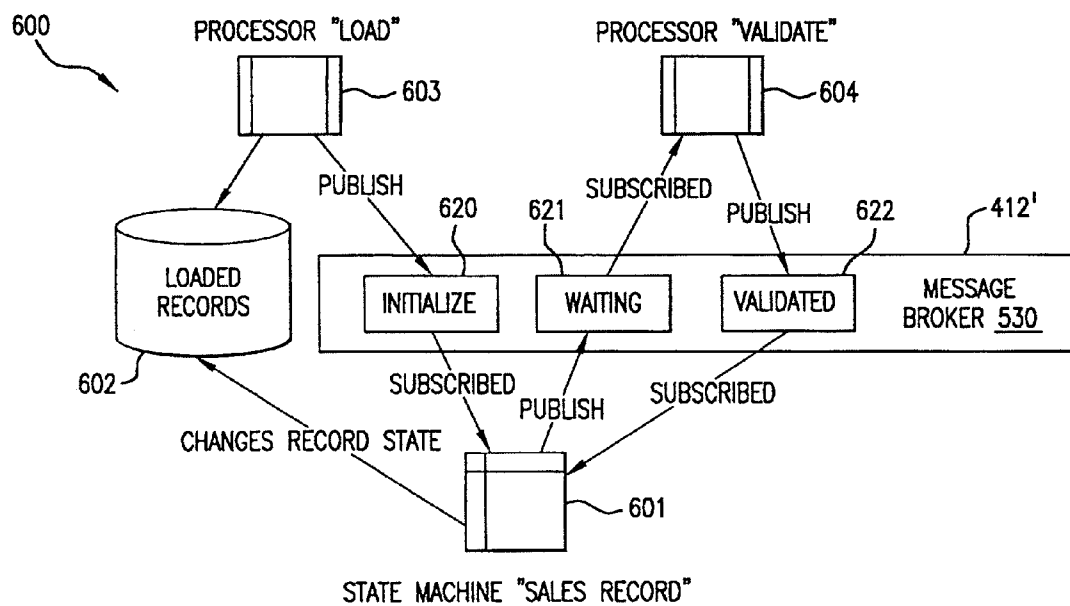 600
PROCESSOR "LOAD"
PROCESSOR "VALIDATE"
603
604
PUBLISH
SUBSCRIBED
PUBLISH
620
621
622
412'
LOADED
RECORDS
INITIALIZE
WAITING
VALIDATED
MESSAGE
BROKER 530
602
SUBSCRIBED
PUBLISH
SUBSCRIBED
CHANGES RECORD STATE
601
STATE MACHINE "SALES RECORD"